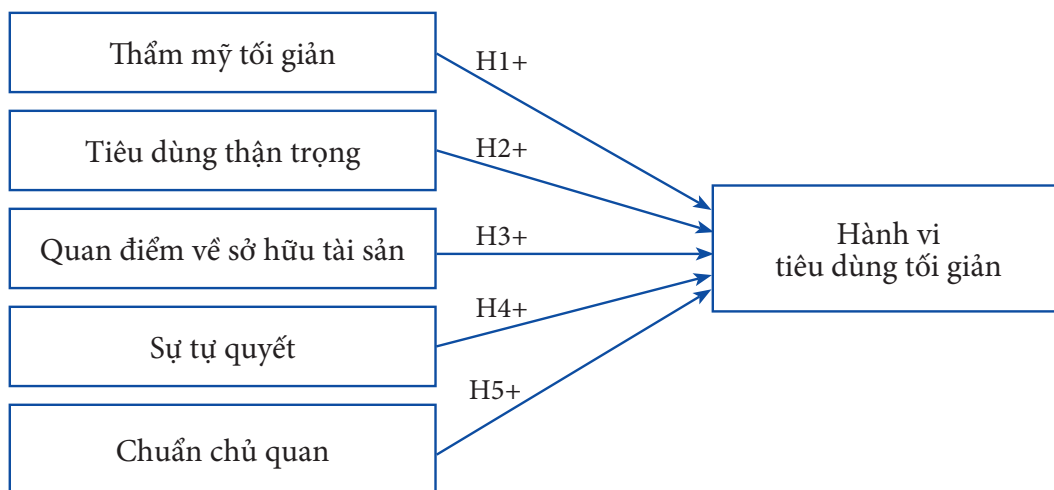 Thẩm mỹ tối giản
H1+
Tiêu dùng thận trọng
H2+
Quan điểm về sở hữu tài sản
H3+
Sự tự quyết
H4+
Chuẩn chủ quan
H5+
Hành vi
tiêu dùng tối giản